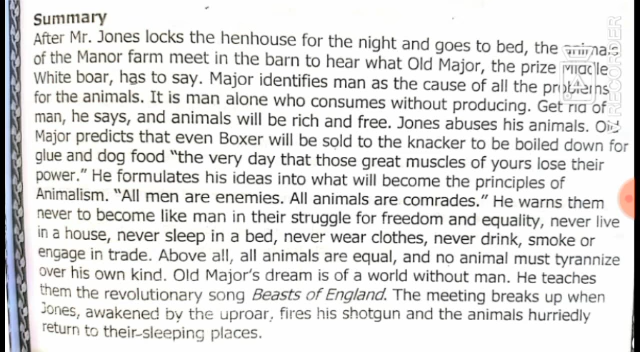 Summary
After Mr. Jones locks the henhouse for the night and goes to bed, the animals
of the Manor farm meet in the barn to hear what Old Major, the prize Middle
White boar, has to say. Major identifies man as the cause of all the problems
for the animals. It is man alone who consumes without producing. Get rid of
man, he says, and animals will be rich and free. Jones abuses his animals. Old
Major predicts that even Boxer will be sold to the knacker to be boiled down for
glue and dog food “the very day that those great muscles of yours lose their
power.” He formulates his ideas into what will become the principles of
Animalism. “All men are enemies. All animals are comrades.” He warns them
never to become like man in their struggle for freedom and equality, never live
in a house, never sleep in a bed, never wear clothes, never drink, smoke or
engage in trade. Above all, all animals are equal, and no animal must tyrannize
over his own kind. Old Major's dream is of a world without man. He teaches
them the revolutionary song Beasts of England. The meeting breaks up when
Jones, awakened by the uproar, fires his shotgun and the animals hurriedly
return to their sleeping places.
RECORDER